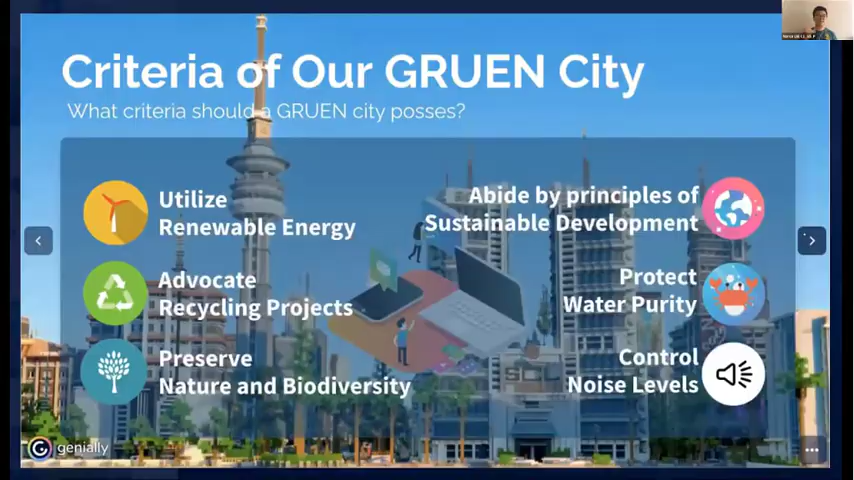 Criteria of Our GRUEN City
What criteria should a GRUEN city posses?
Utilize
Renewable Energy
Advocate
Recycling Projects
Preserve
Nature and Biodiversity
Abide by principles of
Sustainable Development
Protect
Water Purity
Control
Noise Levels
genially